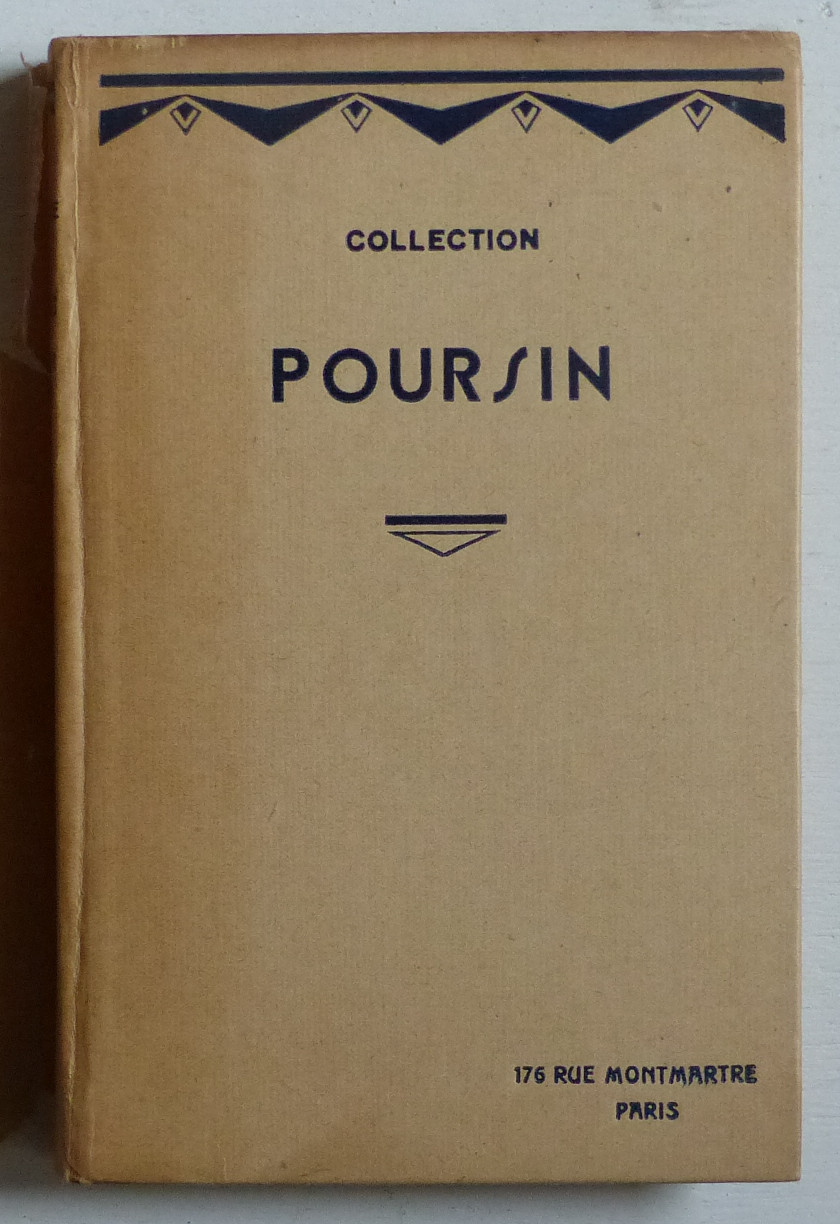 COLLECTION
POURSIN
176 RUE MONTMARTRE
PARIS